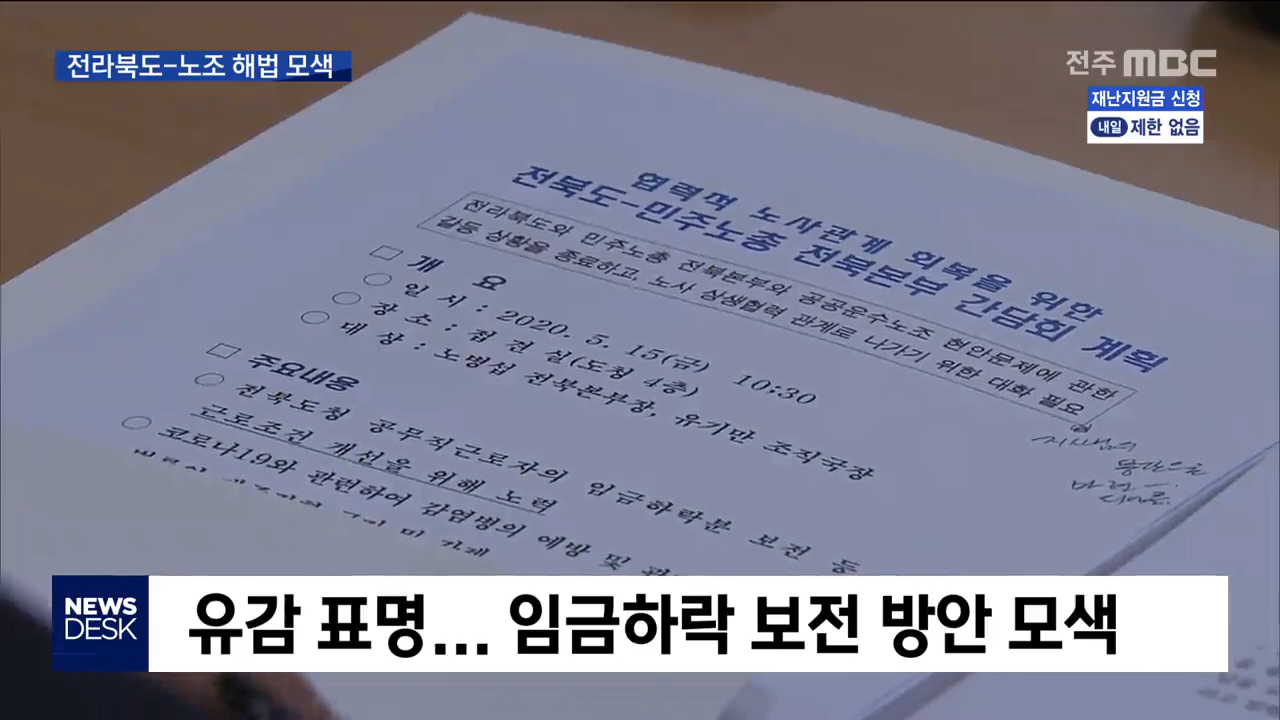 전라북도-노조 해법 모색
전주 MBC
재난지원금 신청
내일 제한 없음
협력적 노사관계 회복을 위한
전북도-민주노총 전북본부 간담회 계획
전라북도와 민주노총 전북본부와 공공운수노조 현안문제에 관한
갈등 상황을 종료하고, 노사 상생협력 관계로 나가기 위한 대화 필요
□ 개 요
○ 일 시 : 2020. 5. 15(금) 10:30
○ 장 소 : 접견실(도청 4층)
○ 대 상 : 노병섭 전북본부장, 유기만 조직국장
□ 주요내용
○ 전북도청 공무직근로자의 임금하락분 보전 등
근로조건 개선을 위해 노력
○ 코로나19와 관련하여 감염병의 예방 및
NEWS
DESK
유감 표명... 임금하락 보전 방안 모색